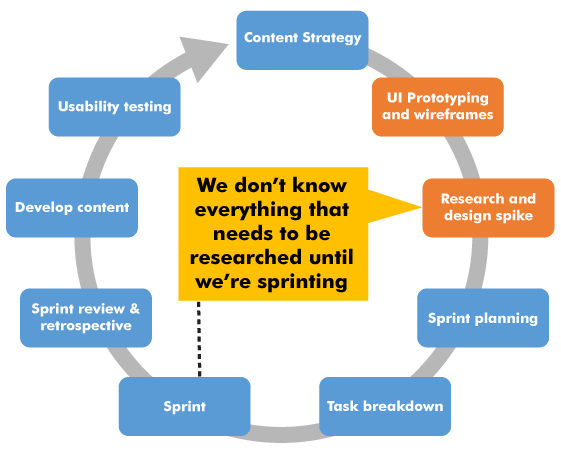 Content Strategy
UI Prototyping
and wireframes
Research and
design spike
Sprint planning
Task breakdown
Sprint
Sprint review &
retrospective
Develop content
Usability testing
We don't know
everything that
needs to be
researched until
we're sprinting